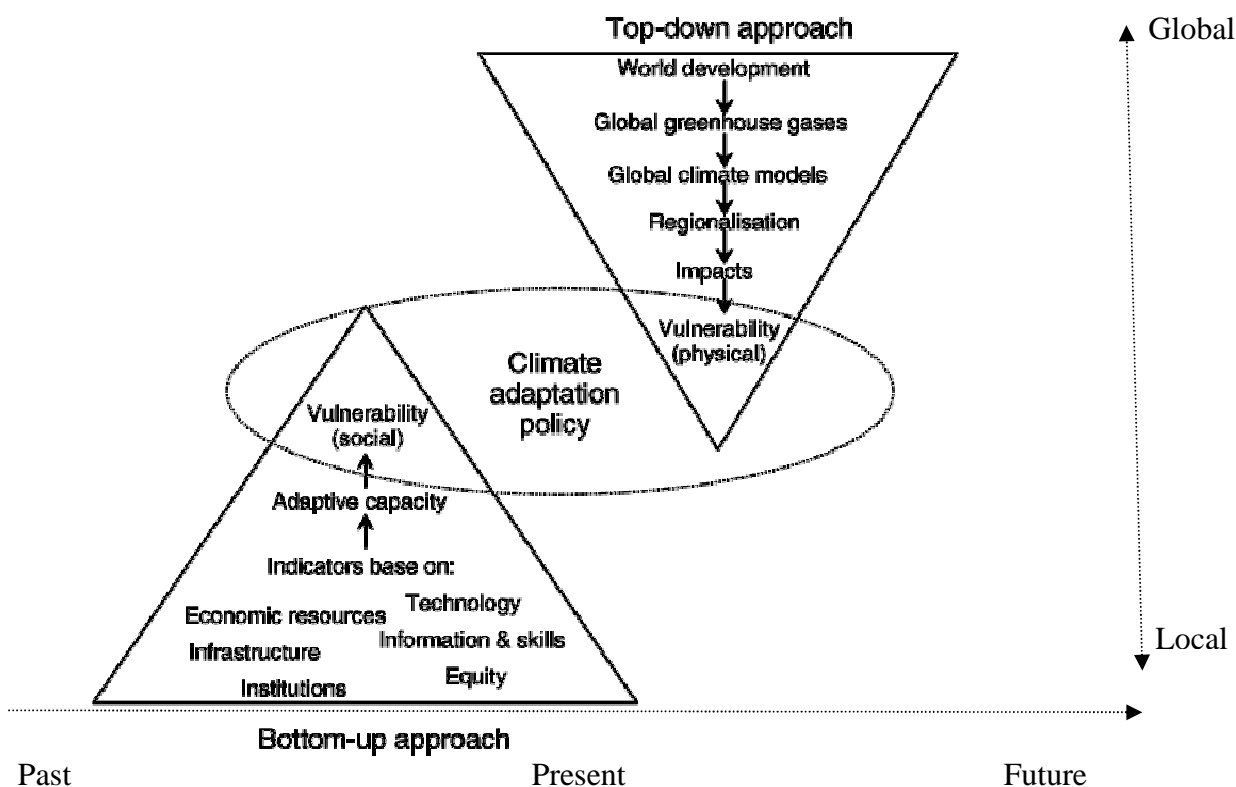 Top-down approach
Global
World development
Global greenhouse gases
Global climate models
Regionalisation
Impacts
Vulnerability
(physical)
Climate
adaptation
policy
Vulnerability
(social)
Adaptive capacity
Indicators base on:
Economic resources
Technology
Infrastructure
Information & skills
Institutions
Equity
Local
Bottom-up approach
Past
Present
Future